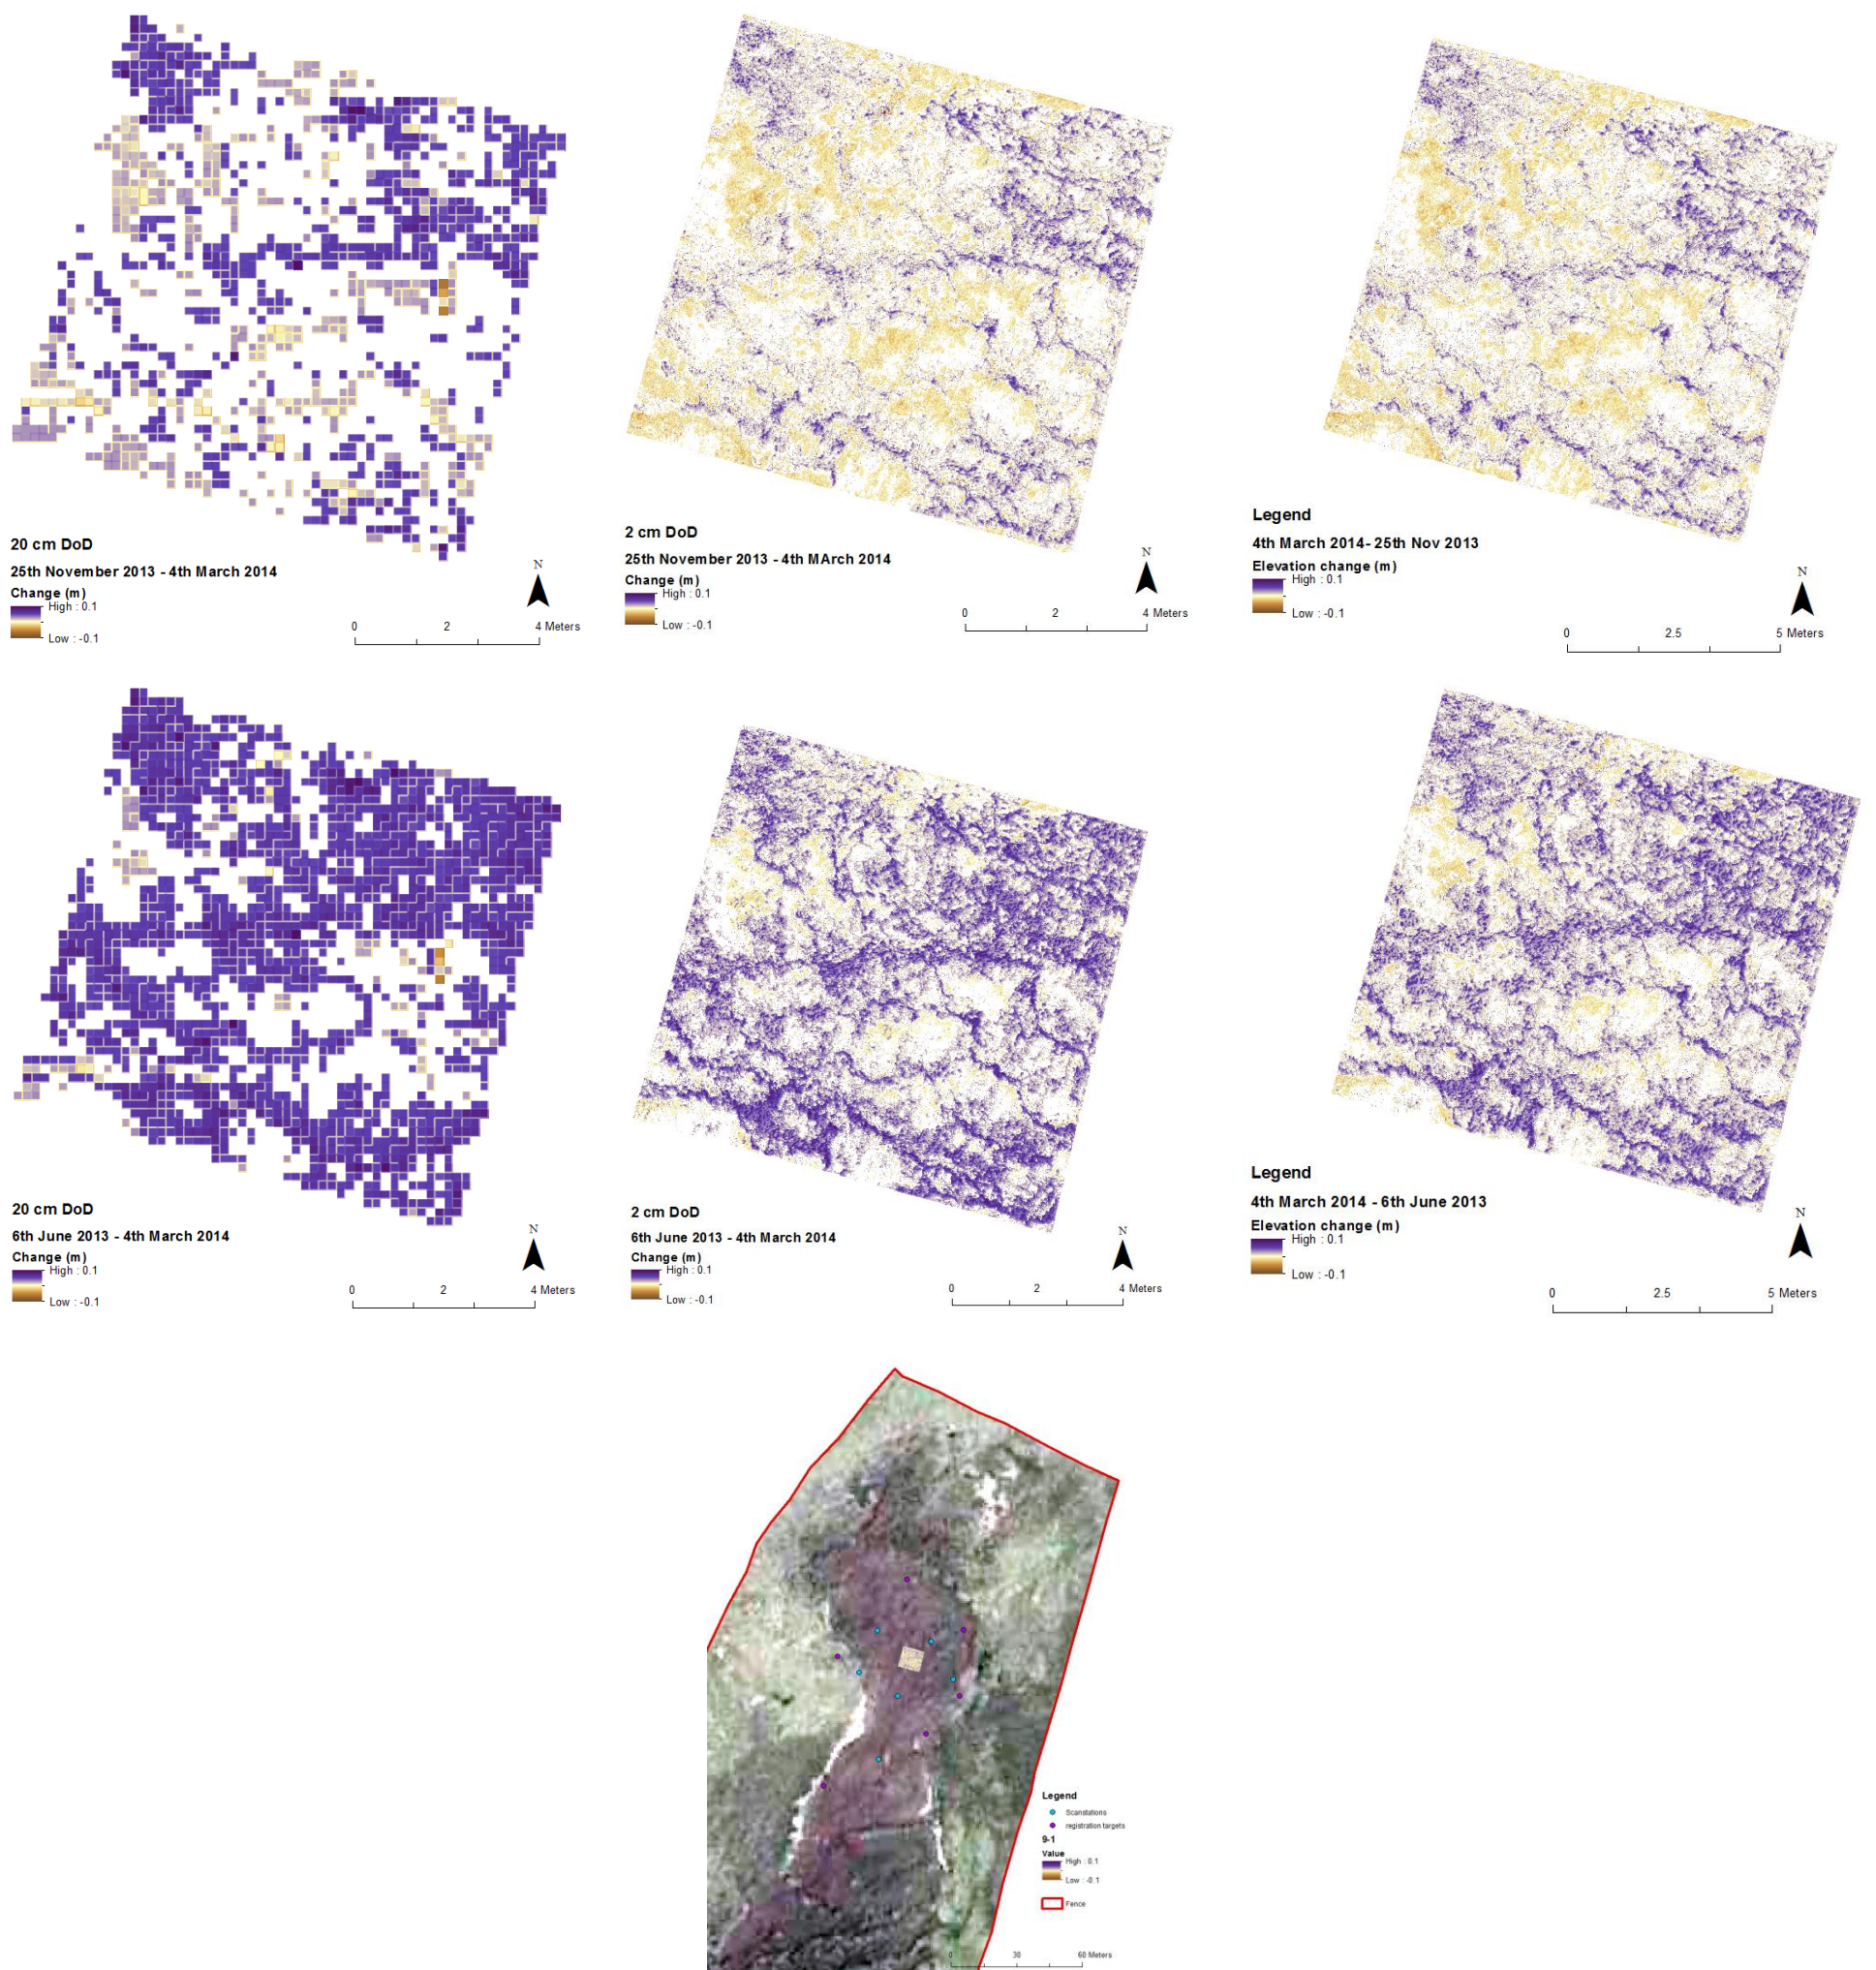 20 cm DoD
25th November 2013 - 4th March 2014
Change (m)
High : 0.1
Low : -0.1
N
0 2 4 Meters
2 cm DoD
25th November 2013 - 4th MArch 2014
Change (m)
High : 0.1
Low : -0.1
N
0 2 4 Meters
Legend
4th March 2014- 25th Nov 2013
Elevation change (m)
High : 0.1
Low : -0.1
N
0 2.5 5 Meters
20 cm DoD
6th June 2013 - 4th March 2014
Change (m)
High : 0.1
Low : -0.1
N
0 2 4 Meters
2 cm DoD
6th June 2013 - 4th March 2014
Change (m)
High : 0.1
Low : -0.1
N
0 2 4 Meters
Legend
4th March 2014 - 6th June 2013
Elevation change (m)
High : 0.1
Low : -0.1
N
0 2.5 5 Meters
Legend
Scanstations
registration targets
9-1
Value
High : 0.1
Low : -0.1
Fence
0 30 60 Meters